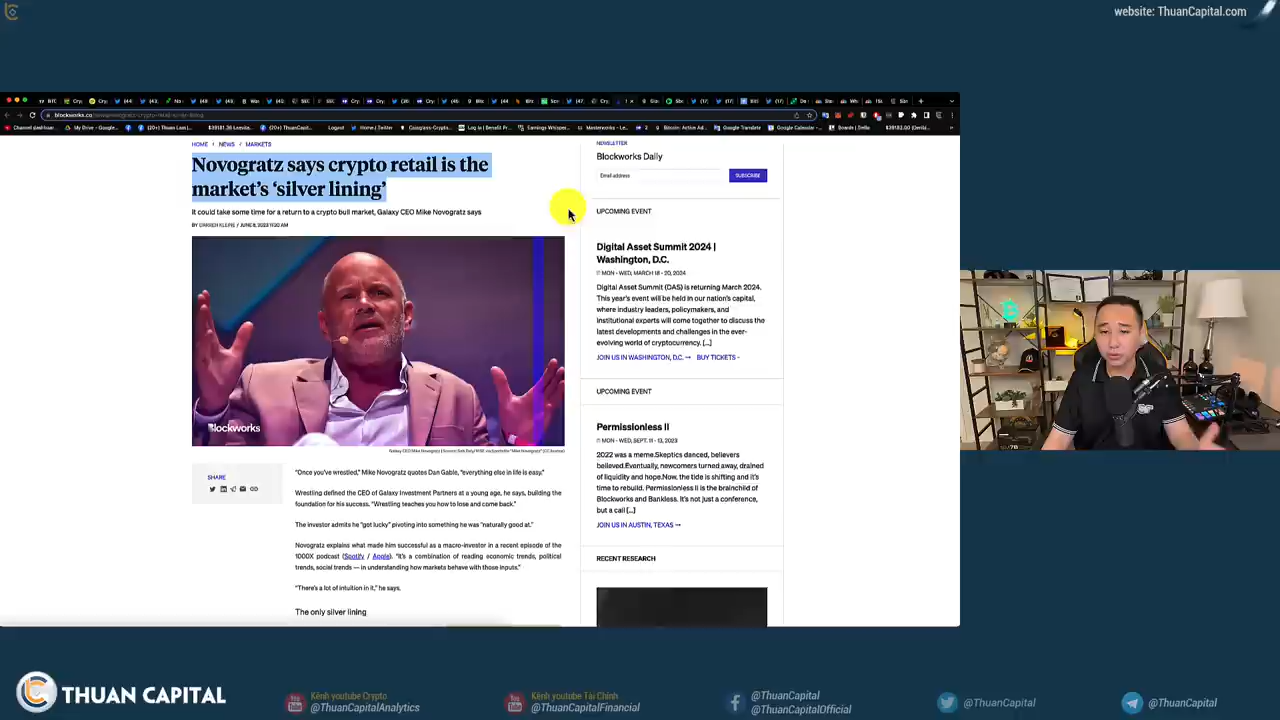 website: ThuanCapital.com
HOME NEWS MARKETS
Novogratz says crypto retail is the
market's 'silver lining'
It could take some time for a return to a crypto bull market, Galaxy CEO Mike Novogratz says
Blockworks
SHARE
"Once you've wrestled," Mike Novogratz quotes Dan Gable, "everything else in life is easy."
Wrestling defined the CEO of Galaxy Investment Partners at a young age, he says, building the
foundation for his success. "Wrestling teaches you how to lose and come back."
The investor admits he "got lucky" pivoting into something he was "naturally good at."
Novogratz explains what made him successful as a macro-investor in a recent episode of the
1000X podcast (Spotify / Apple). "It's a combination of reading economic trends, political
trends, social trends — in understanding how markets behave with those inputs."
"There's a lot of intuition in it," he says.
The only silver lining
NEWSLETTER
Blockworks Daily
Email address
SUBSCRIBE
UPCOMING EVENT
Digital Asset Summit 2024 |
Washington, D.C.
MON - WED, MARCH 18 - 20, 2024
Digital Asset Summit (DAS) is returning March 2024.
This year's event will be held in our nation's capital,
where industry leaders, policymakers, and
institutional experts will come together to discuss the
latest developments and challenges in the ever-
evolving world of cryptocurrency. [...]
JOIN US IN WASHINGTON, D.C. → BUY TICKETS -
UPCOMING EVENT
Permissionless II
MON - WED, SEPT. 11 - 13, 2023
2022 was a meme.Skeptics danced, believers
believed.Eventually, newcomers turned away, drained
of liquidity and hope.Now, the tide is shifting and it's
time to rebuild. Permissionless II is the brainchild of
Blockworks and Bankless. It's not just a conference,
but a call [...]
JOIN US IN AUSTIN, TEXAS →
RECENT RESEARCH
THUAN CAPITAL
Kênh youtube Crypto
@ThuanCapitalAnalytics
Kênh youtube Tài Chính
@ThuanCapital
@ThuanCapital
@ThuanCapitalOfficial
@ThuanCapital
@ThuanCapital